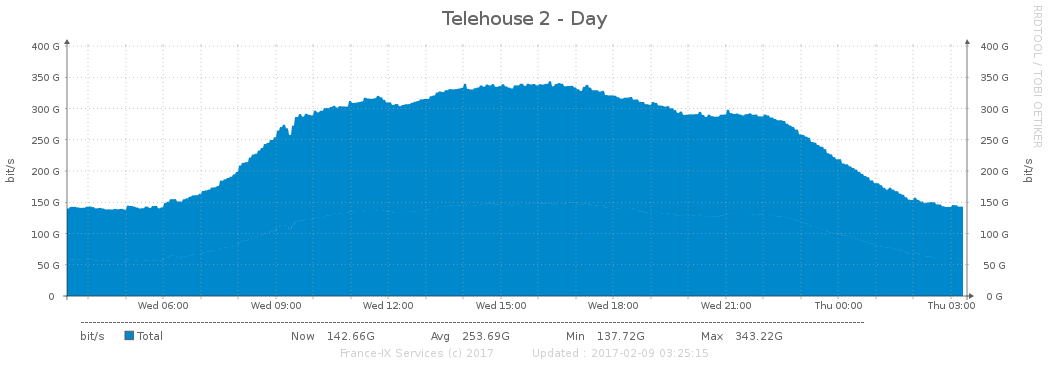 Telehouse 2 - Day
RRDTOOL / TOBI OETIKER
400 G 400 G
350 G 350 G
300 G 300 G
250 G 250 G
200 G 200 G
150 G 150 G
100 G 100 G
50 G 50 G
0 0 G
bit/s bit/s
Wed 06:00 Wed 09:00 Wed 12:00 Wed 15:00 Wed 18:00 Wed 21:00 Thu 00:00 Thu 03:00
bit/s Total Now 142.66G Avg 253.69G Min 137.72G Max 343.22G
France-IX Services (c) 2017 Updated : 2017-02-09 03:25:15